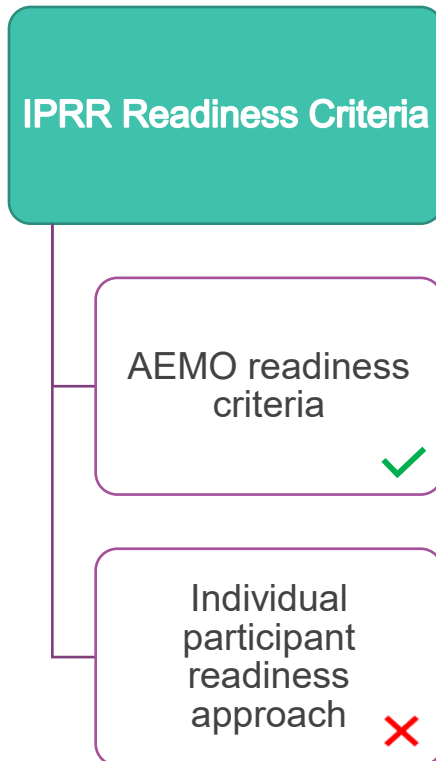 IPRR Readiness Criteria
AEMO readiness
criteria
Individual
participant
readiness
approach